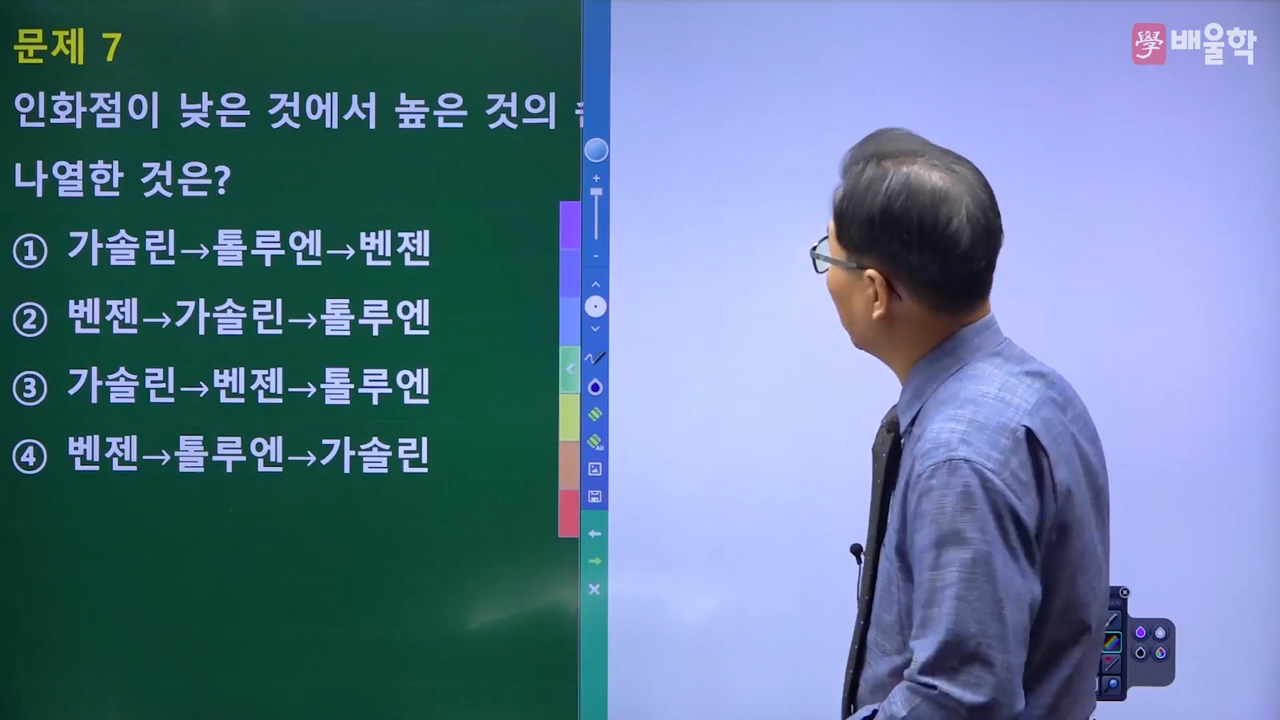 문제 7
인화점이 낮은 것에서 높은 것의
나열한 것은?
① 가솔린→톨루엔→벤젠
② 벤젠→가솔린→톨루엔
③ 가솔린→벤젠→톨루엔
④ 벤젠→톨루엔→가솔린
學 배울학